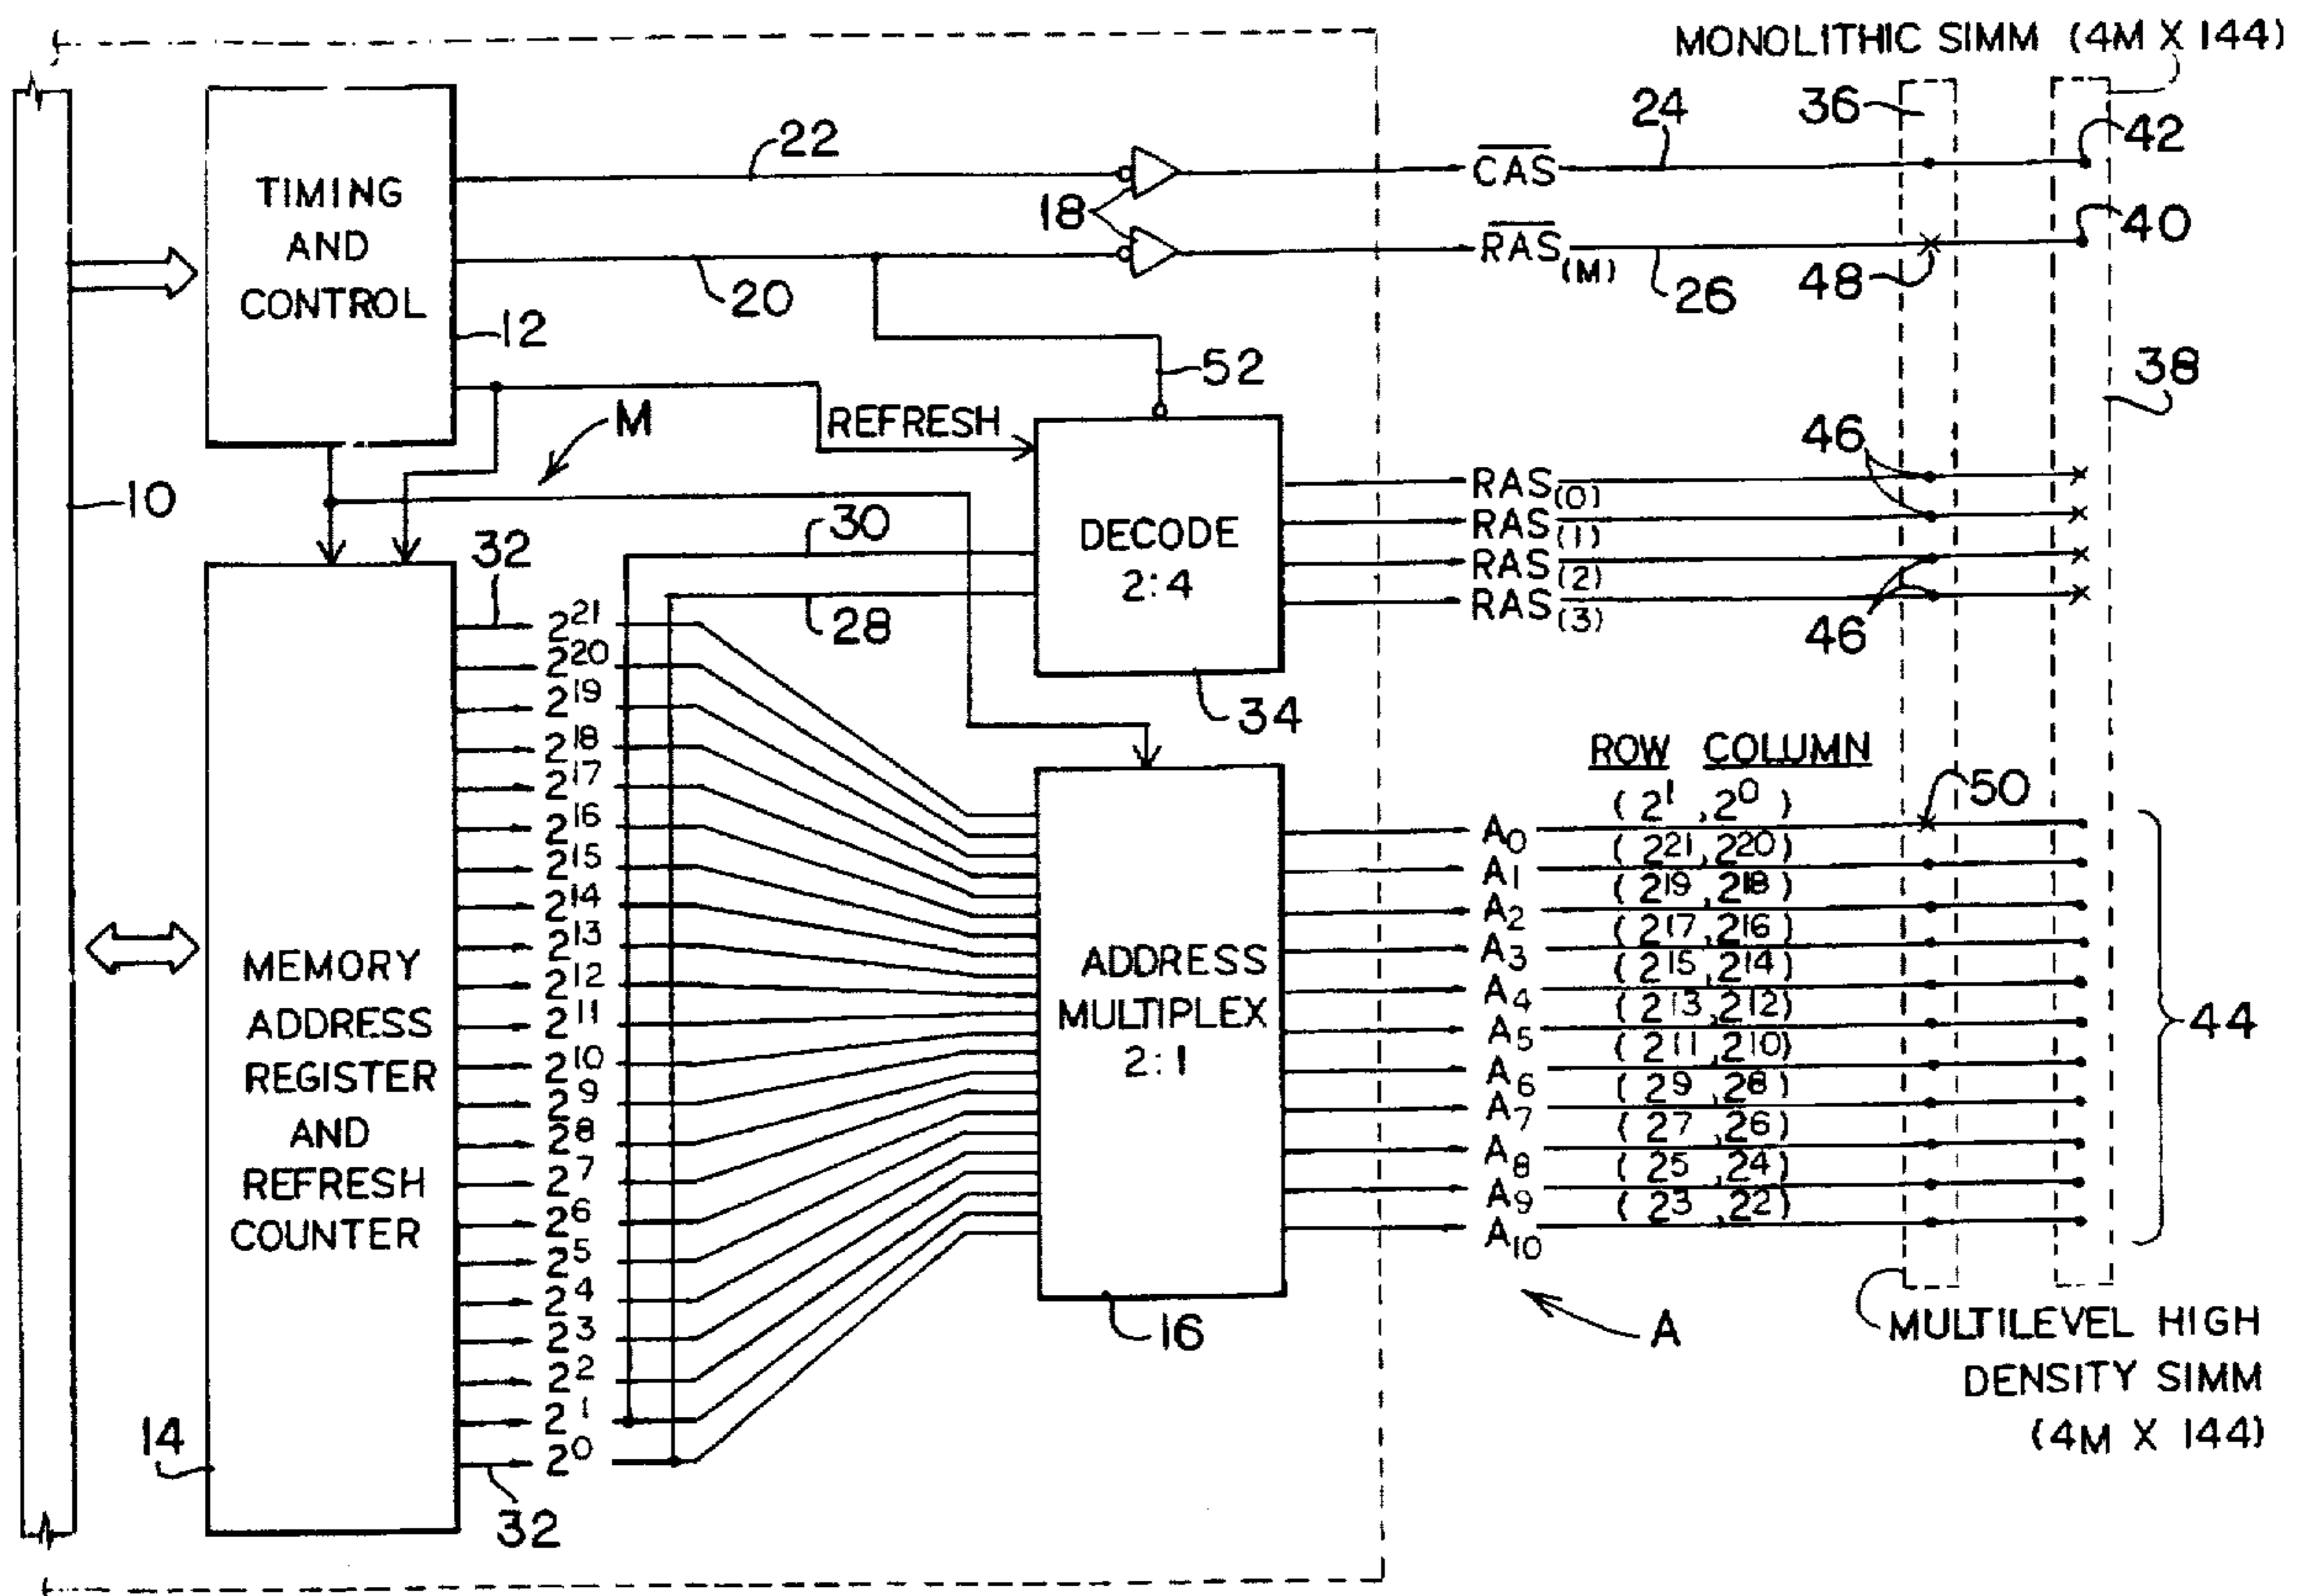 MONOLITHIC SIMM (4M X 144)
36
24
42
22
TIMING
AND
CONTROL
18
CAS
RAS(M)
40
48
26
20
12
52
38
M
REFRESH
46
10
30
RAS(0)
RAS(1)
RAS(2)
RAS(3)
DECODE
2:4
32
28
46
34
2^21
2^20
2^19
2^18
2^17
2^16
2^15
2^14
2^13
2^12
2^11
2^10
2^9
2^8
2^7
2^6
2^5
2^4
2^3
2^2
2^1
2^0
ROW COLUMN
50
(2^1, 2^0)
A0
(2^21, 2^20)
A1
(2^19, 2^18)
A2
(2^17, 2^16)
A3
(2^15, 2^14)
A4
(2^13, 2^12)
A5
(2^11, 2^10)
A6
(2^9, 2^8)
A7
(2^7, 2^6)
A8
(2^5, 2^4)
A9
(2^3, 2^2)
A10
44
MEMORY
ADDRESS
REGISTER
AND
REFRESH
COUNTER
ADDRESS
MULTIPLEX
2:1
16
A
MULTILEVEL HIGH
DENSITY SIMM
(4M X 144)
14
32